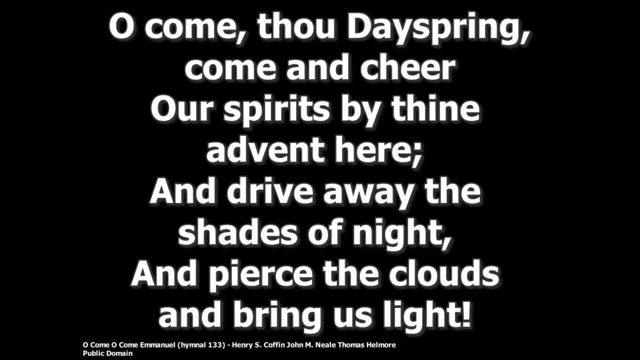 O come, thou Dayspring,
come and cheer
Our spirits by thine
advent here;
And drive away the
shades of night,
And pierce the clouds
and bring us light!
O Come O Come Emmanuel (hymnal 133) - Henry S. Coffin John M. Neale Thomas Helmore
Public Domain